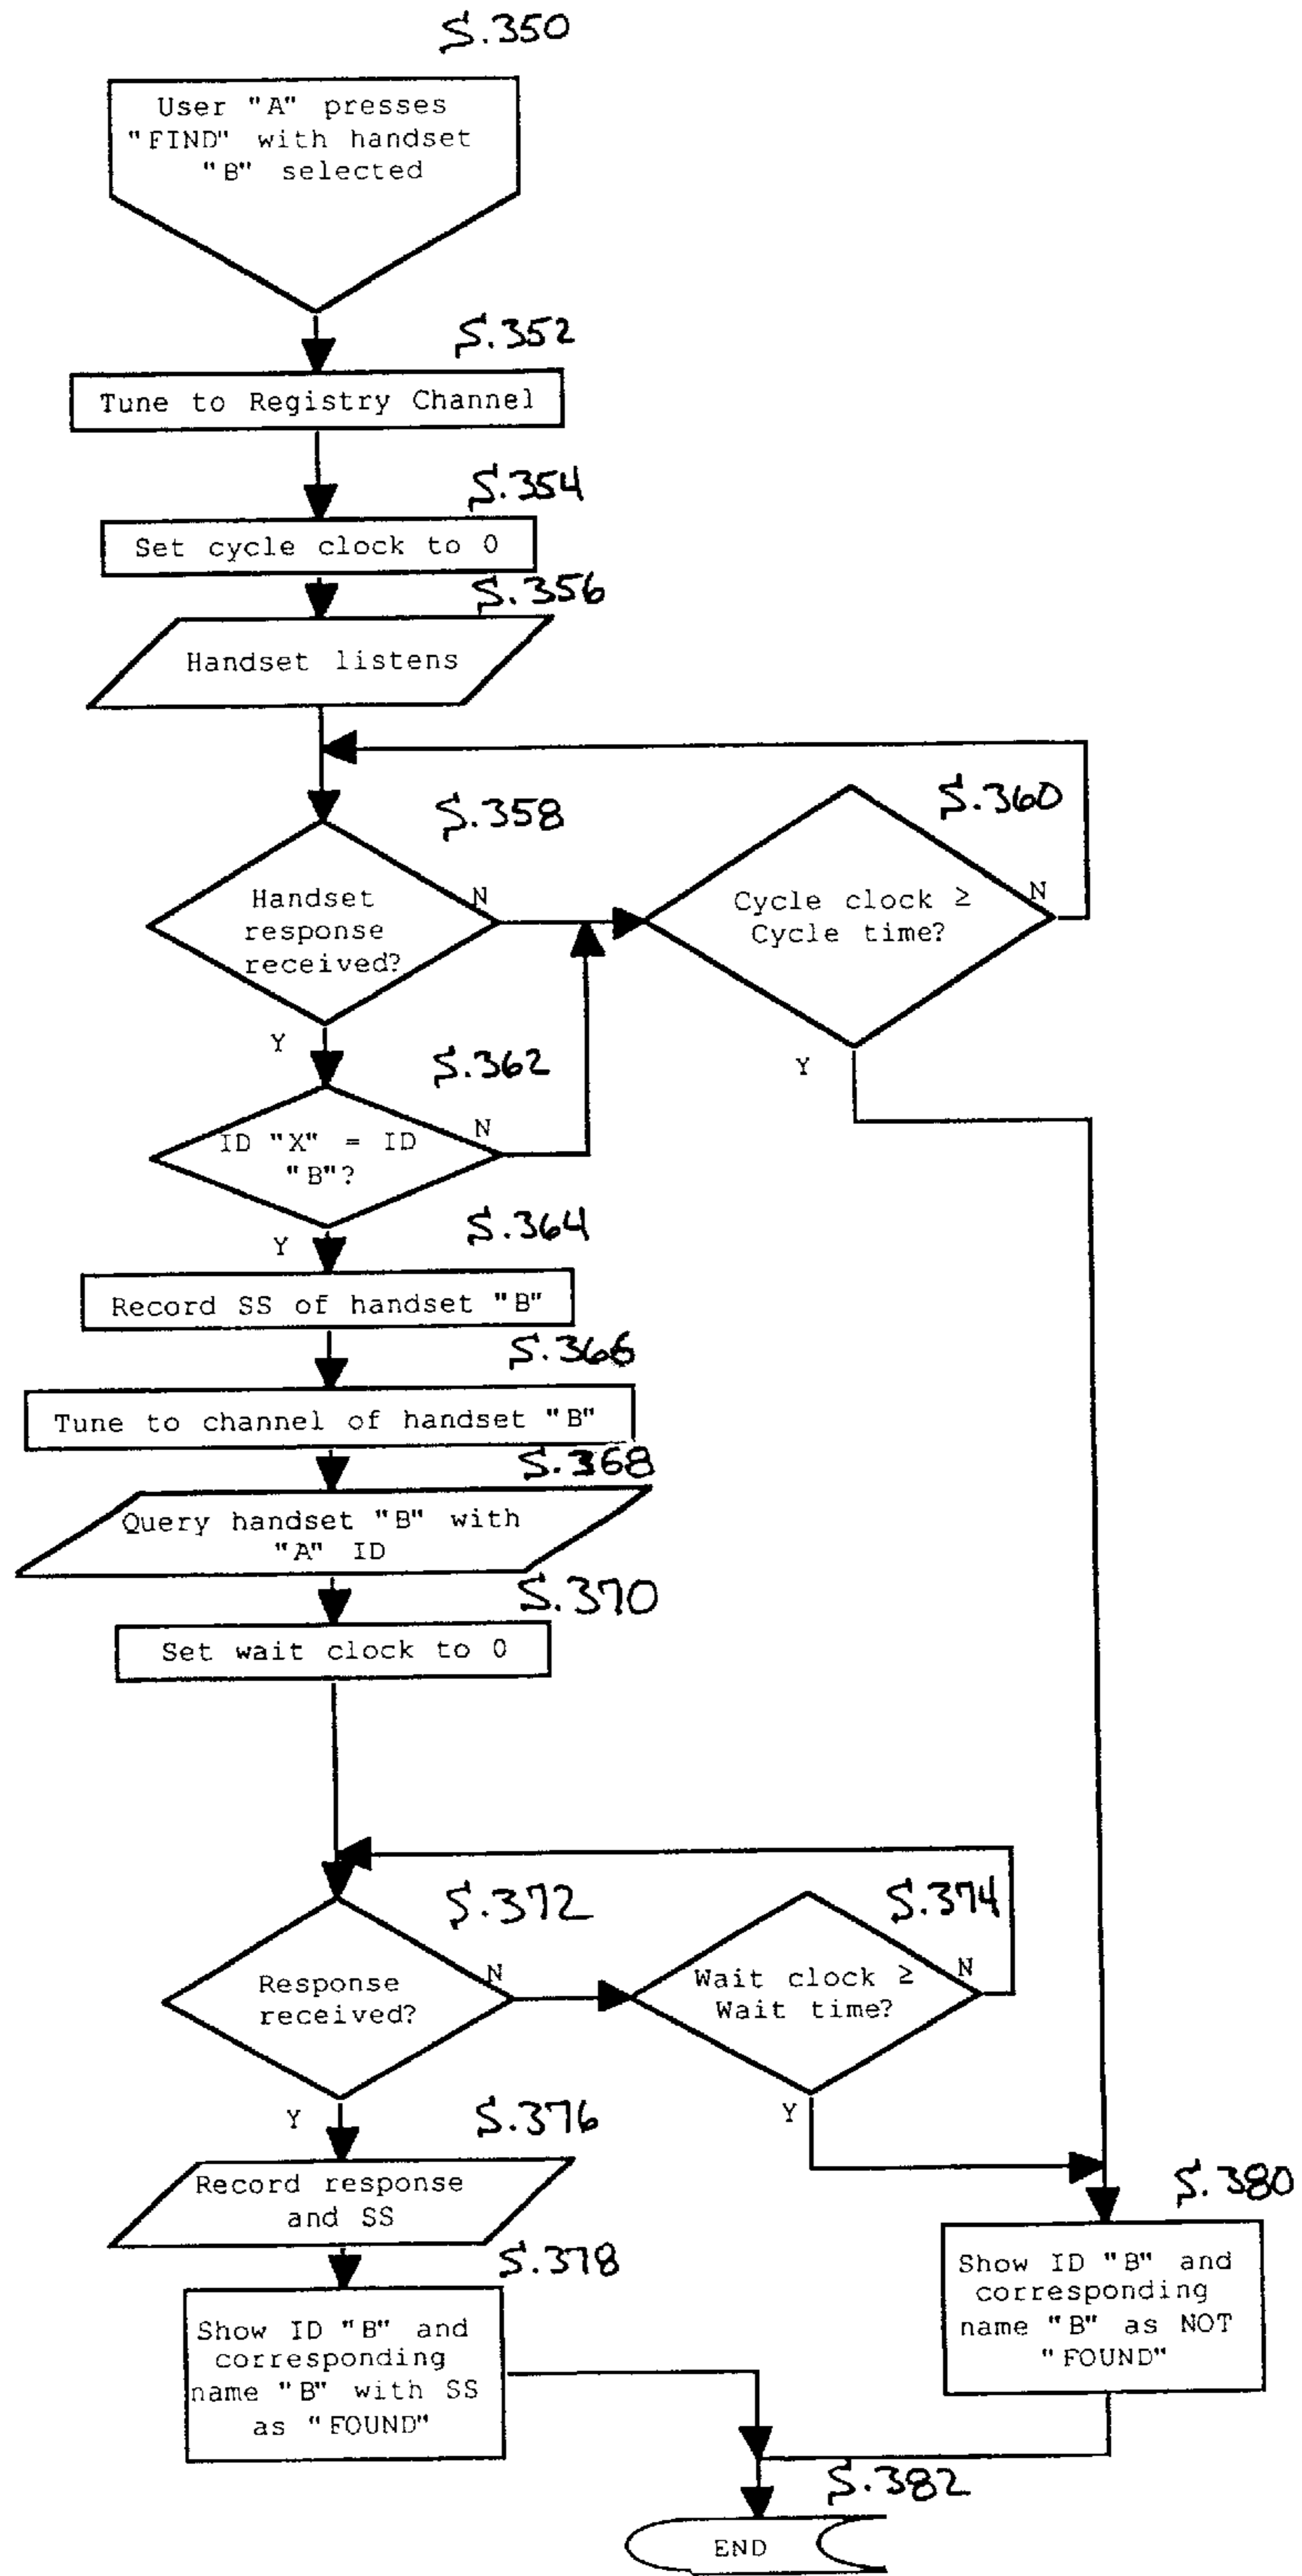 S.350
User "A" presses
"FIND" with handset
"B" selected
S.352
Tune to Registry Channel
S.354
Set cycle clock to 0
S.356
Handset listens
S.358
Handset
response
received?
N
Y
S.360
Cycle clock ≥
Cycle time?
N
Y
S.362
ID "X" = ID
"B"?
N
Y
S.364
Record SS of handset "B"
S.366
Tune to channel of handset "B"
S.368
Query handset "B" with
"A" ID
S.370
Set wait clock to 0
S.372
Response
received?
N
Y
S.374
Wait clock ≥
Wait time?
N
Y
S.376
Record response
and SS
S.378
Show ID "B" and
corresponding
name "B" with SS
as "FOUND"
S.380
Show ID "B" and
corresponding
name "B" as NOT
"FOUND"
S.382
END